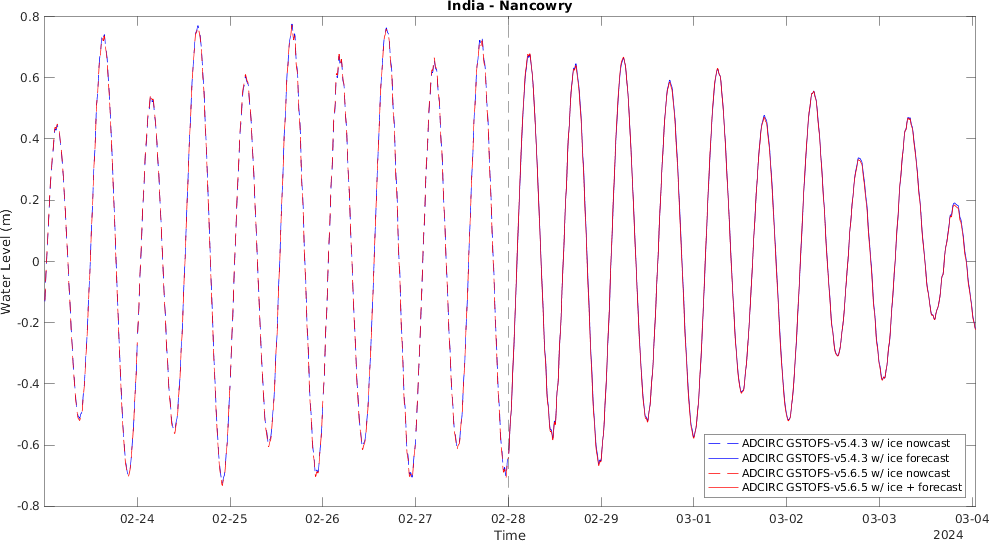 India - Nancowry
0.8
0.6
0.4
0.2
0
-0.2
-0.4
-0.6
-0.8
Water Level (m)
ADCIRC GSTOFS-v5.4.3 w/ ice nowcast
ADCIRC GSTOFS-v5.4.3 w/ ice forecast
ADCIRC GSTOFS-v5.6.5 w/ ice nowcast
ADCIRC GSTOFS-v5.6.5 w/ ice + forecast
02-24 02-25 02-26 02-27 02-28 02-29 03-01 03-02 03-03 03-04
Time
2024